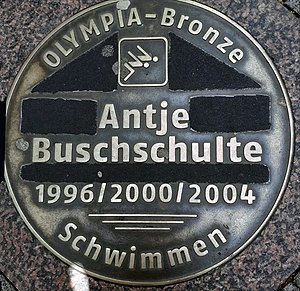 OLYMPIA-Bronze
Antje
Buschschulte
1996/2000/2004
Schwimmen